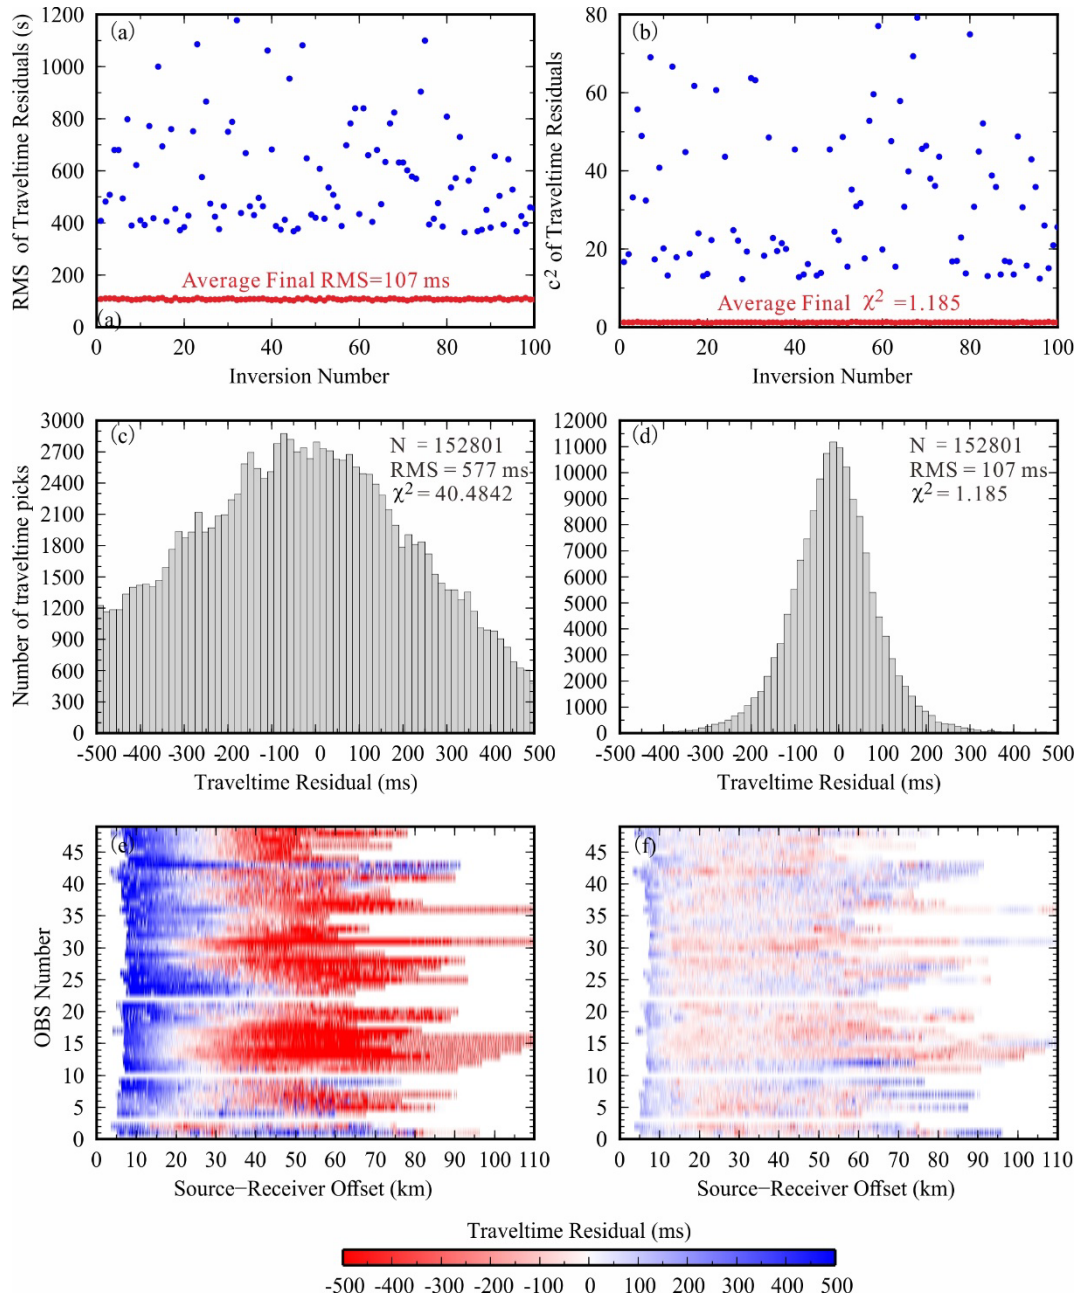 (a)
RMS of Traveltime Residuals (s)
1200
1000
800
600
400
200
0
Average Final RMS=107 ms
(a)
0 20 40 60 80 100
Inversion Number
(b)
c² of Traveltime Residuals
80
60
40
20
0
Average Final χ² =1.185
0 20 40 60 80 100
Inversion Number
(c)
Number of traveltime picks
3000
2700
2400
2100
1800
1500
1200
900
600
300
0
N = 152801
RMS = 577 ms
χ² = 40.4842
-500 -400 -300 -200 -100 0 100 200 300 400 500
Traveltime Residual (ms)
(d)
12000
11000
10000
9000
8000
7000
6000
5000
4000
3000
2000
1000
0
N = 152801
RMS = 107 ms
χ² = 1.185
-500 -400 -300 -200 -100 0 100 200 300 400 500
Traveltime Residual (ms)
(e)
OBS Number
45
40
35
30
25
20
15
10
5
0
0 10 20 30 40 50 60 70 80 90 100 110
Source−Receiver Offset (km)
(f)
45
40
35
30
25
20
15
10
5
0
0 10 20 30 40 50 60 70 80 90 100 110
Source−Receiver Offset (km)
Traveltime Residual (ms)
-500 -400 -300 -200 -100 0 100 200 300 400 500